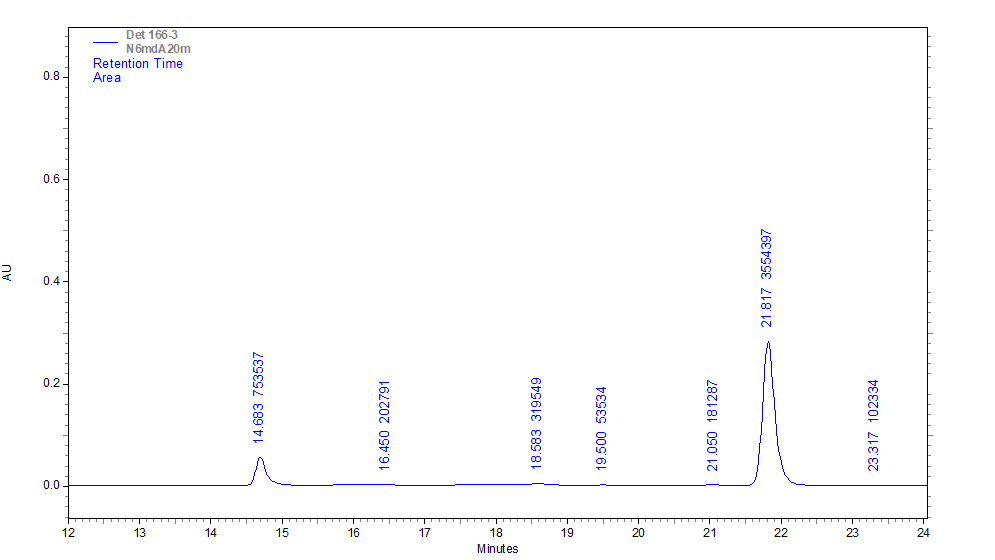 Det 166-3
N6mdA20m
Retention Time
Area
0.8
0.6
0.4
0.2
0.0
AU
14.683 753537
16.450 202791
18.583 319549
19.500 53534
21.050 181287
21.817 3554397
23.317 102334
12 13 14 15 16 17 18 19 20 21 22 23 24
Minutes